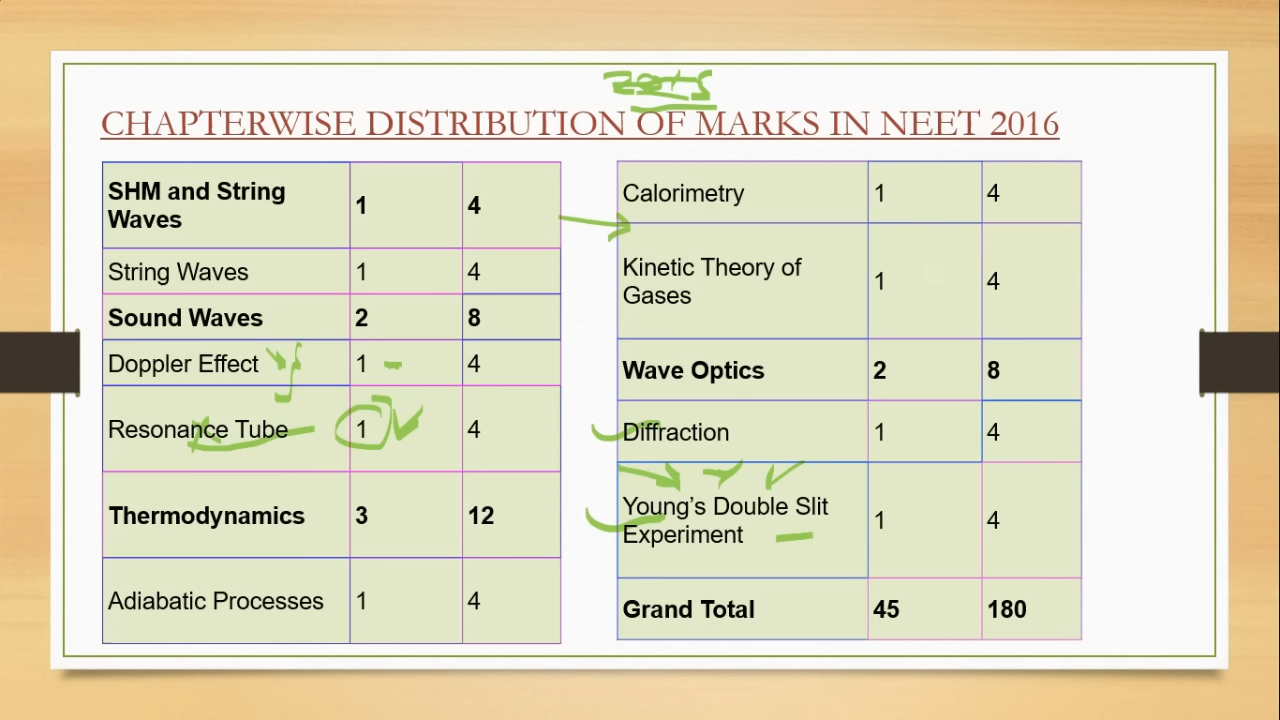 CHAPTERWISE DISTRIBUTION OF MARKS IN NEET 2016
SHM and String
Waves
1
4
String Waves
1
4
Sound Waves
2
8
Doppler Effect
1
4
Resonance Tube
1
4
Thermodynamics
3
12
Adiabatic Processes
1
4
Calorimetry
1
4
Kinetic Theory of
Gases
1
4
Wave Optics
2
8
Diffraction
1
4
Young's Double Slit
Experiment
1
4
Grand Total
45
180